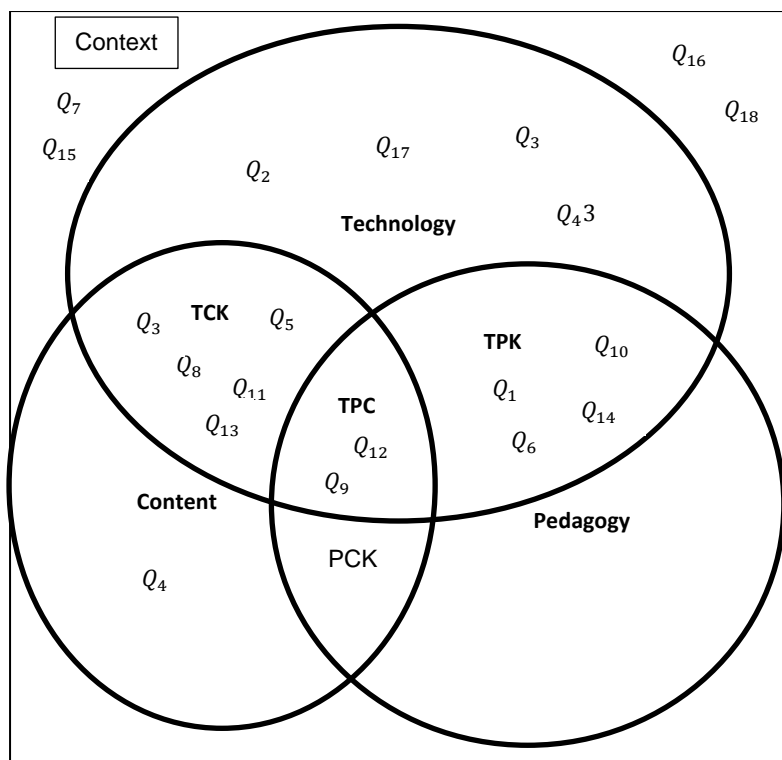 Context
Q₁₆
Q₇
Q₁₈
Q₁₅
Q₁₇
Q₃
Q₂
Q₄3
Technology
TCK
Q₃
Q₅
TPK
Q₁₀
Q₈
Q₁₁
Q₁
TPC
Q₁₄
Q₁₃
Q₁₂
Q₆
Q₉
Content
Pedagogy
PCK
Q₄